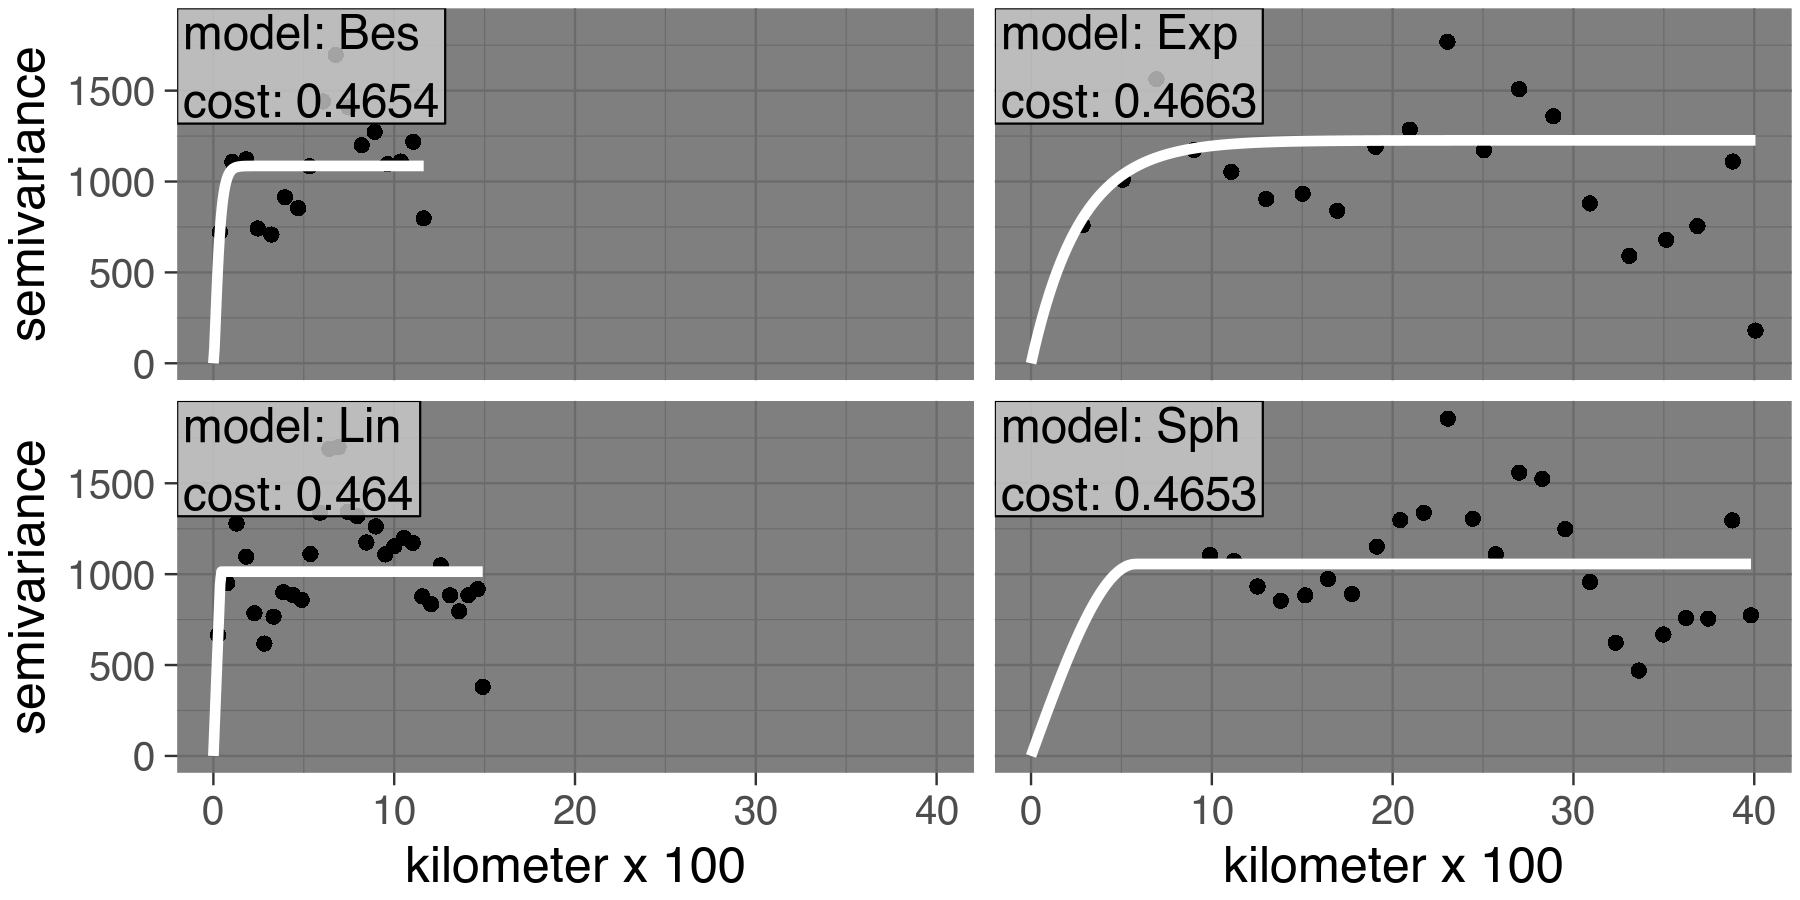 model: Bes
cost: 0.4654
model: Exp
cost: 0.4663
semivariance
1500
1000
500
0
model: Lin
cost: 0.464
model: Sph
cost: 0.4653
semivariance
1500
1000
500
0
0 10 20 30 40
0 10 20 30 40
kilometer x 100
kilometer x 100